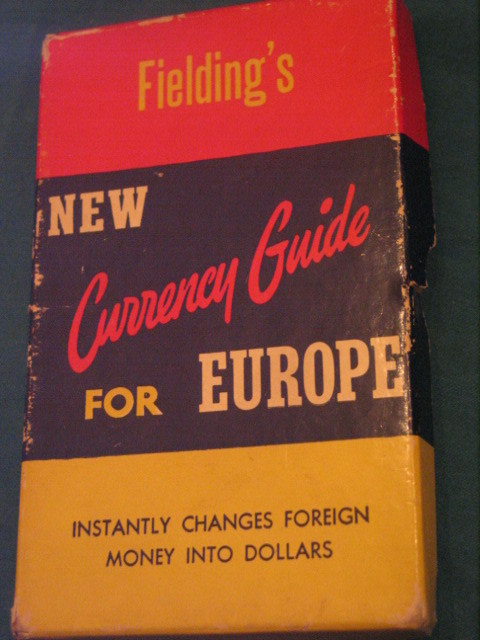 Fielding's
NEW
Currency Guide
FOR EUROPE
INSTANTLY CHANGES FOREIGN
MONEY INTO DOLLARS